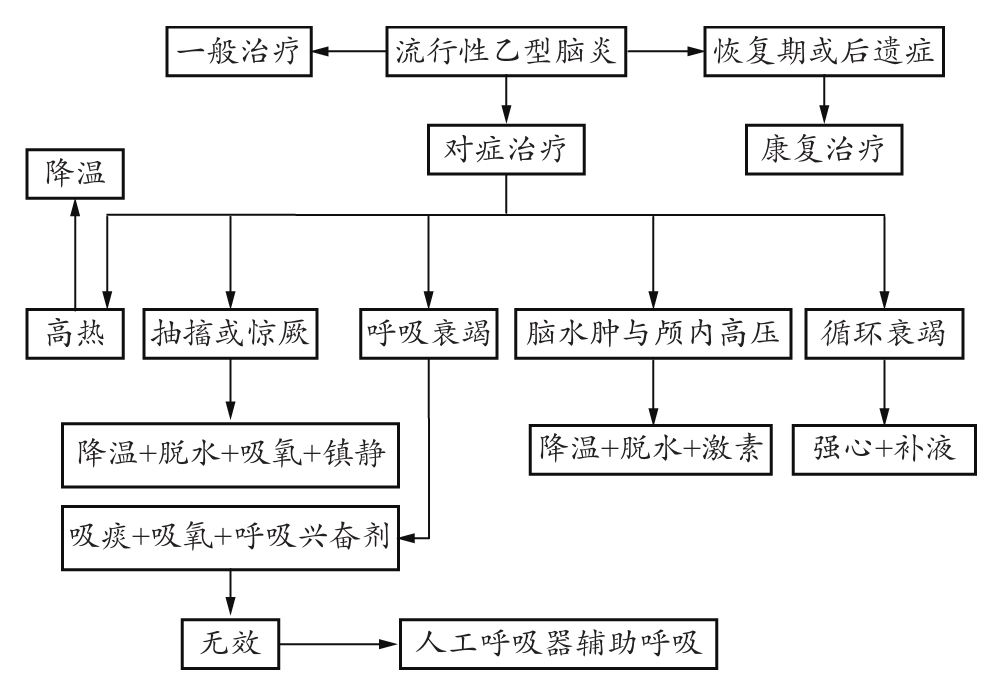 一般治疗
流行性乙型脑炎
恢复期或后遗症
对症治疗
康复治疗
降温
高热
抽搐或惊厥
呼吸衰竭
脑水肿与颅内高压
循环衰竭
降温+脱水+吸氧+镇静
降温+脱水+激素
强心+补液
吸痰+吸氧+呼吸兴奋剂
无效
人工呼吸器辅助呼吸